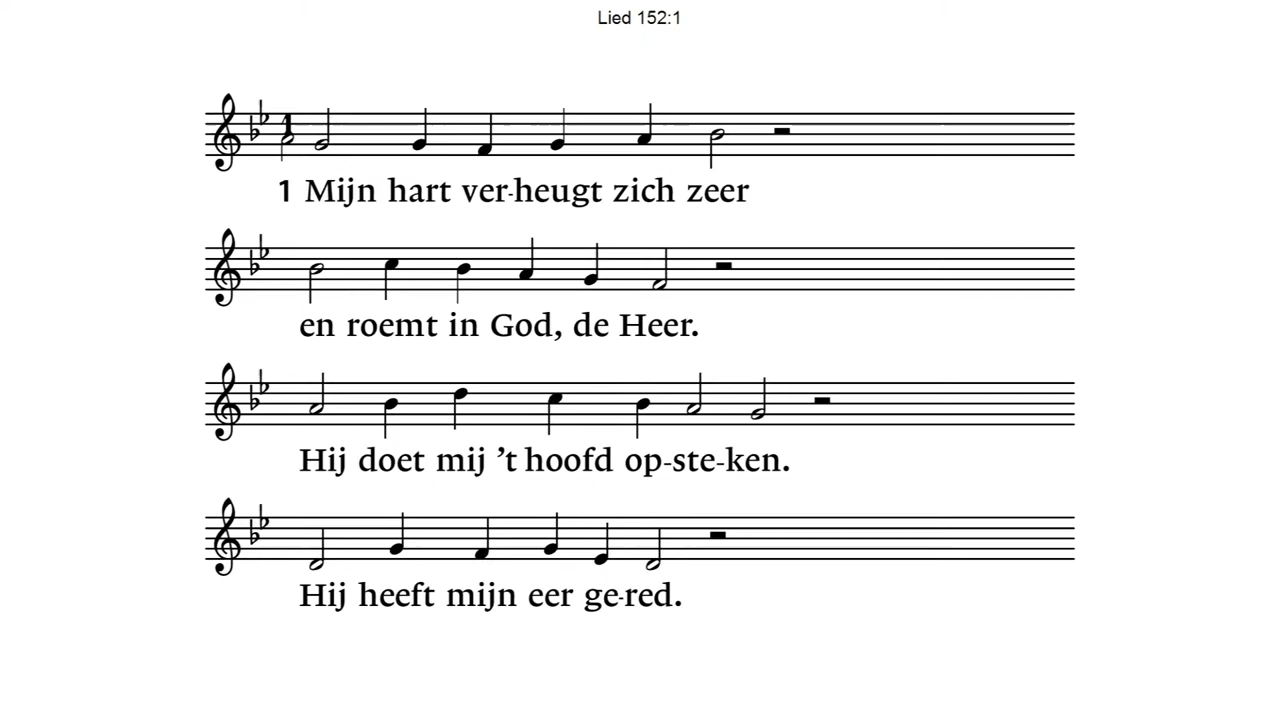 Lied 152:1
1
1 Mijn hart ver-heugt zich zeer
en roemt in God, de Heer.
Hij doet mij ’t hoofd op-ste-ken.
Hij heeft mijn eer ge-red.